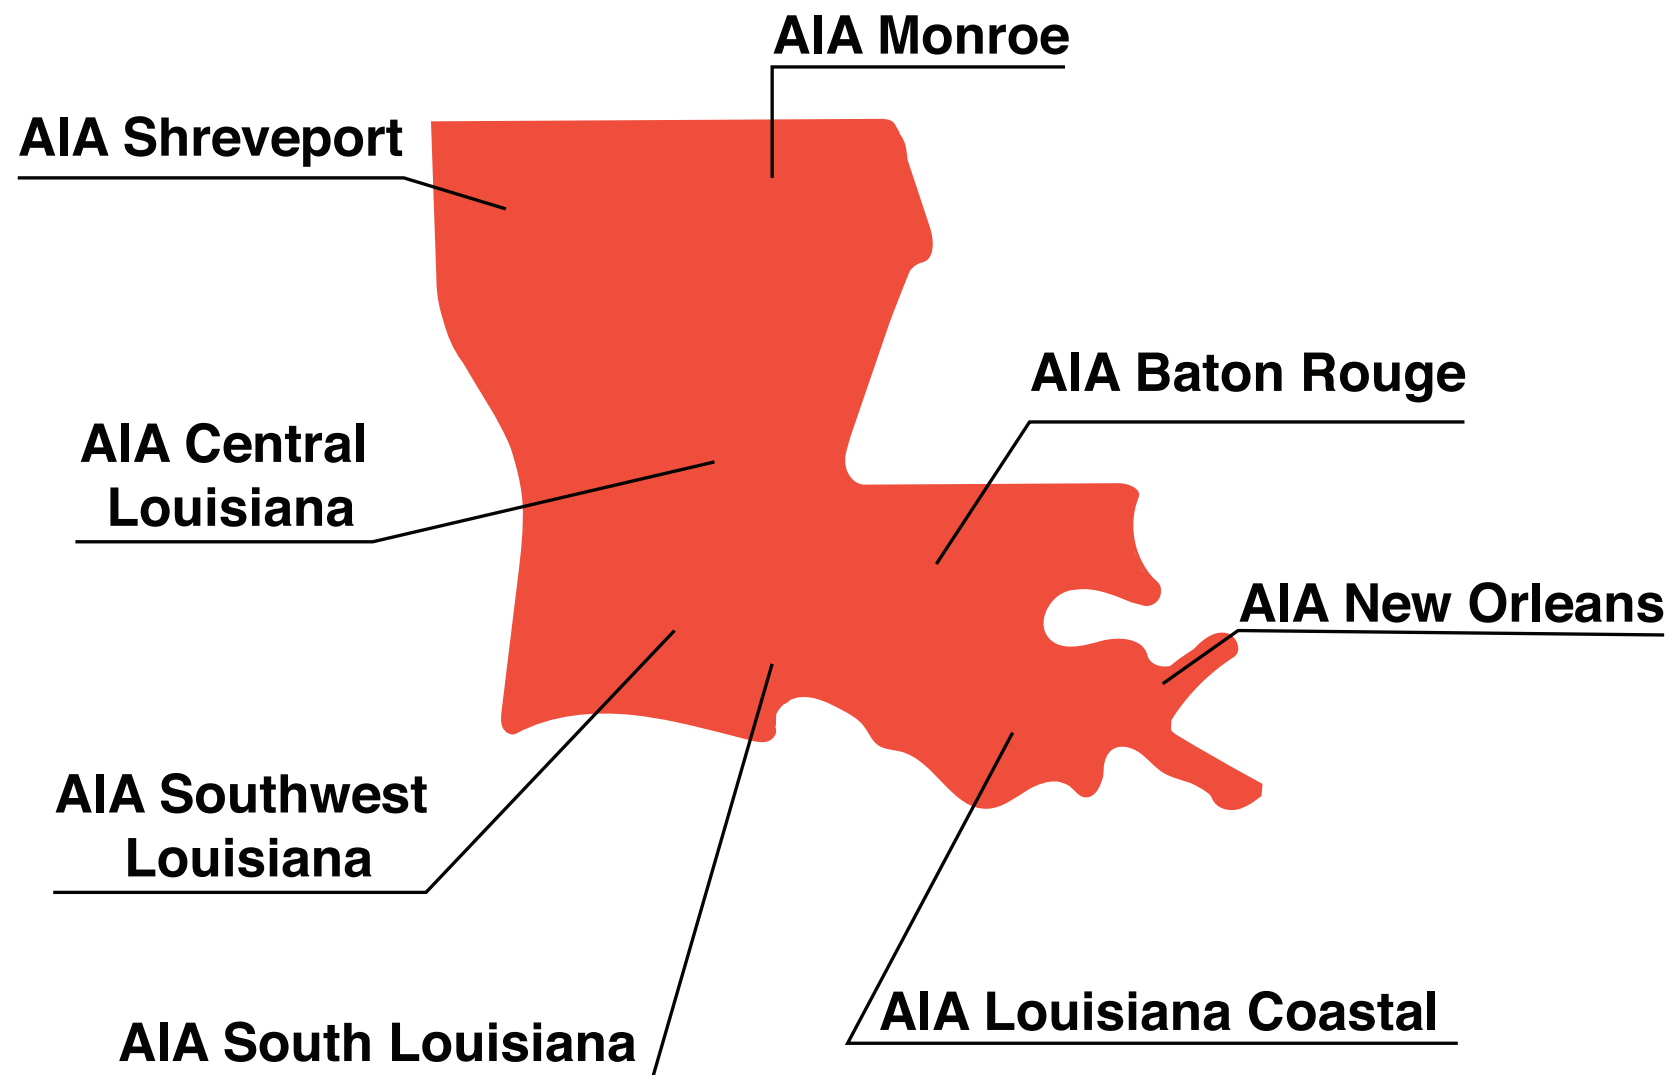 AIA Monroe
AIA Shreveport
AIA Baton Rouge
AIA Central
Louisiana
AIA New Orleans
AIA Southwest
Louisiana
AIA Louisiana Coastal
AIA South Louisiana